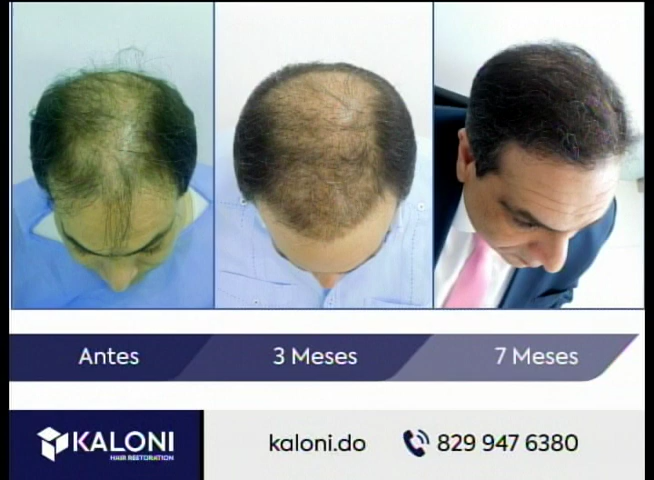 Antes
3 Meses
7 Meses
KALONI
HAIR RESTORATION
kaloni.do
829 947 6380